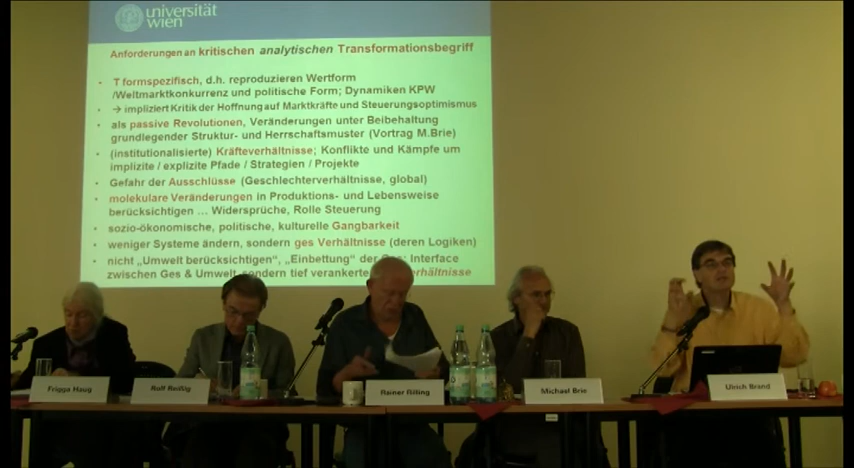 universität
wien
Anforderungen an kritischen analytischen Transformationsbegriff
• T formspezifisch, d.h. reproduzieren Wertform
/Weltmarktkonkurrenz und politische Form; Dynamiken KPW
• → impliziert Kritik der Hoffnung auf Marktkräfte und Steuerungsoptimismus
• als passive Revolutionen, Veränderungen unter Beibehaltung
grundlegender Struktur- und Herrschaftsmuster (Vortrag M.Brie)
• (institutionalisierte) Kräfteverhältnisse; Konflikte und Kämpfe um
implizite / explizite Pfade / Strategien / Projekte
• Gefahr der Ausschlüsse (Geschlechterverhältnisse, global)
• molekulare Veränderungen in Produktions- und Lebensweise
berücksichtigen ... Widersprüche, Rolle Steuerung
• sozio-ökonomische, politische, kulturelle Gangbarkeit
• weniger Systeme ändern, sondern ges Verhältnisse (deren Logiken)
• nicht „Umwelt berücksichtigen“, „Einbettung“ der Ges; Interface
zwischen Ges & Umwelt, sondern tief verankerte verhältnisse
Frigga Haug
Rolf Reißig
Rainer Rilling
Michael Brie
Ulrich Brand